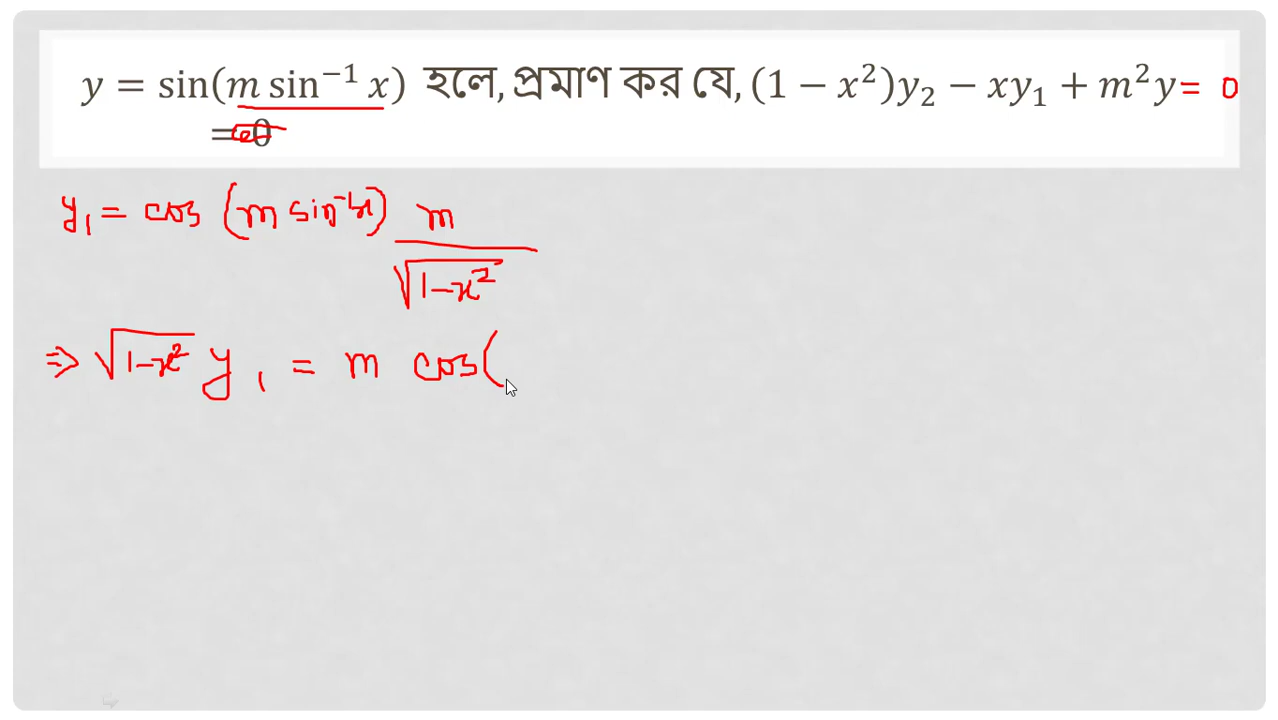 y = sin(m sin⁻¹ x) হলে, প্রমাণ কর যে, (1 − x²)y₂ − xy₁ + m²y = 0
= 0
y₁ = cos (m sin⁻¹x) m/√(1−x²)
⇒ √(1−x²) y₁ = m cos(